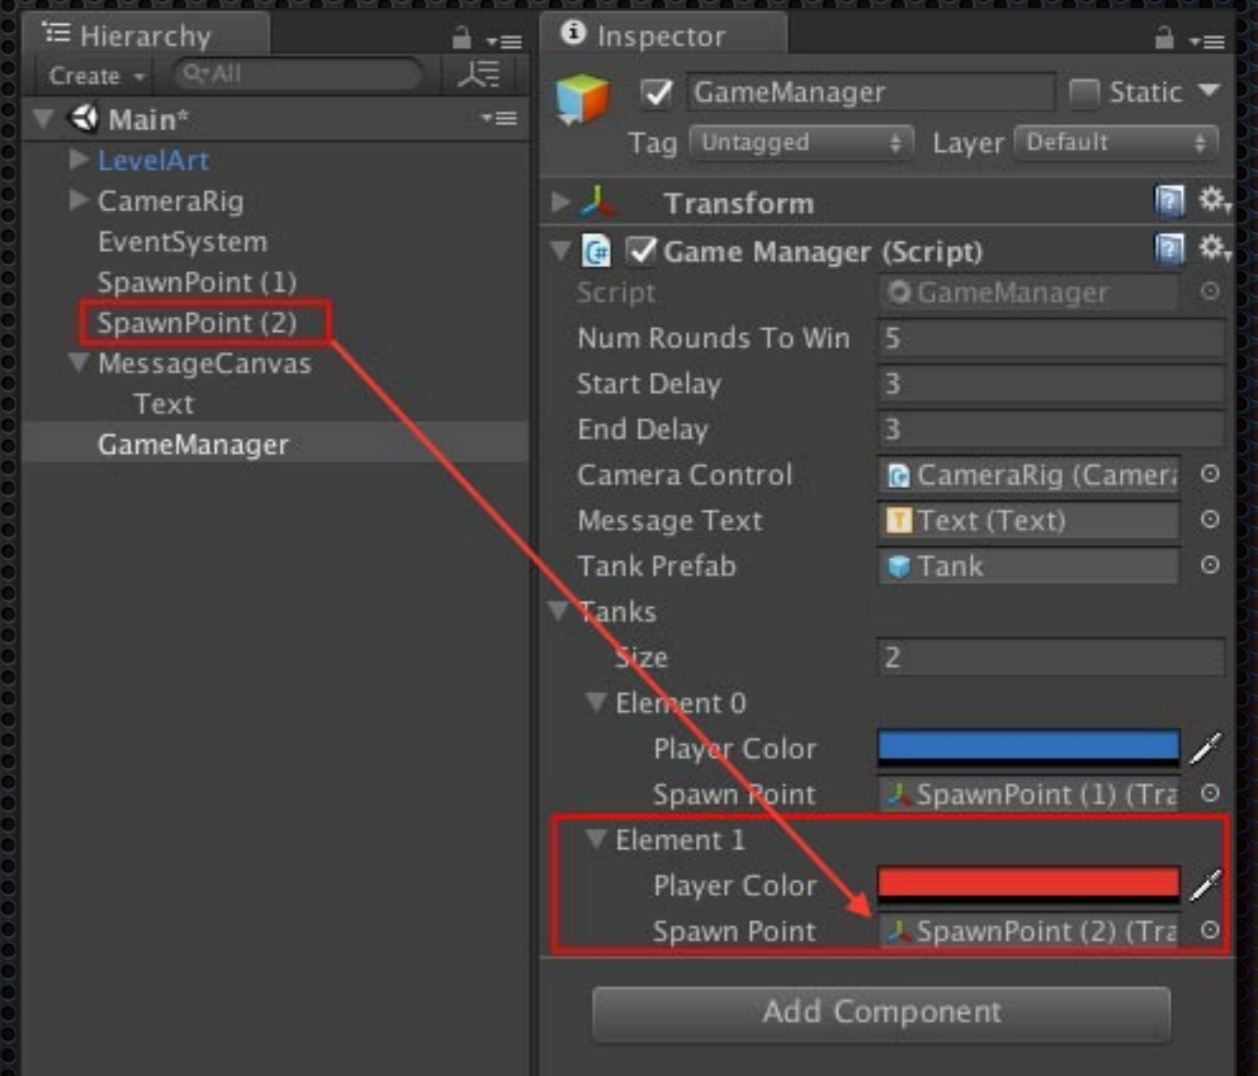 Hierarchy
Create
All
Main*
LevelArt
CameraRig
EventSystem
SpawnPoint (1)
SpawnPoint (2)
MessageCanvas
Text
GameManager
Inspector
GameManager
Static
Tag Untagged Layer Default
Transform
Game Manager (Script)
Script GameManager
Num Rounds To Win 5
Start Delay 3
End Delay 3
Camera Control CameraRig (Camera
Message Text Text (Text)
Tank Prefab Tank
Tanks
Size 2
Element 0
Player Color
Spawn Point SpawnPoint (1) (Tra
Element 1
Player Color
Spawn Point SpawnPoint (2) (Tra
Add Component